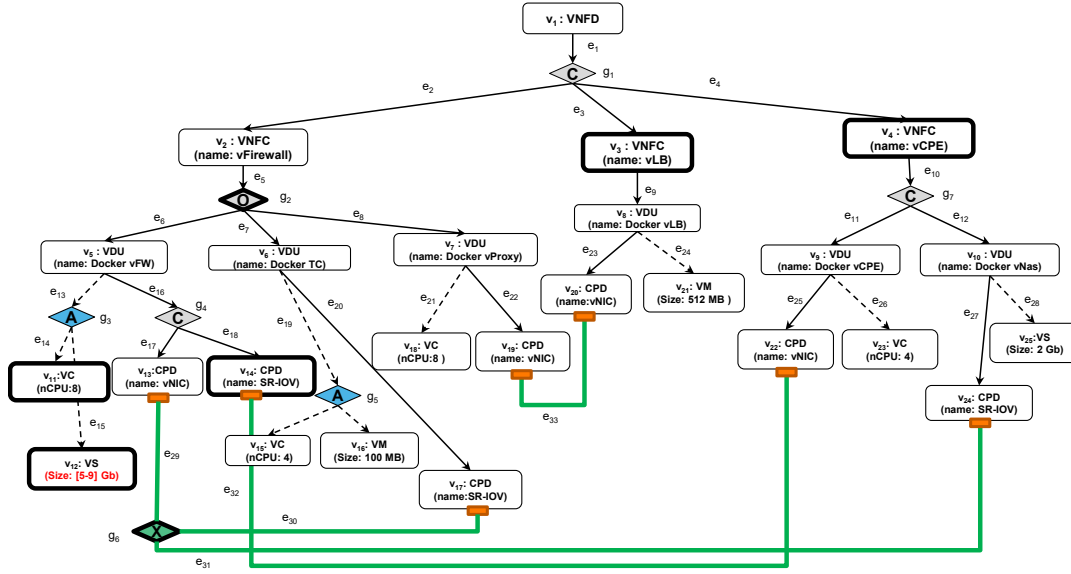 v1 : VNFD
e1
C
g1
e2
e3
e4
v2 : VNFC
(name: vFirewall)
v3 : VNFC
(name: vLB)
v4 : VNFC
(name: vCPE)
e5
O
g2
e9
e10
C
g7
e6
e7
e8
e11
e12
v5 : VDU
(name: Docker vFW)
v6 : VDU
(name: Docker TC)
v7 : VDU
(name: Docker vProxy)
v8 : VDU
(name: Docker vLB)
v9 : VDU
(name: Docker vCPE)
v10 : VDU
(name: Docker vNas)
e13
e16
e19
e20
e21
e22
e23
e24
e25
e26
e27
e28
A
g3
C
g4
v20: CPD
(name:vNIC)
v21: VM
(Size: 512 MB )
e14
e17
e18
v18: VC
(nCPU:8 )
v19: CPD
(name: vNIC)
v22: CPD
(name: vNIC)
v23: VC
(nCPU: 4)
v25: VS
(Size: 2 Gb)
v11:VC
(nCPU:8)
v13:CPD
(name: vNIC)
v14: CPD
(name: SR-IOV)
A
g5
e33
v24: CPD
(name: SR-IOV)
e15
v12: VS
(Size: [5-9] Gb)
e29
v15: VC
(nCPU: 4)
v16: VM
(Size: 100 MB)
e32
v17: CPD
(name:SR-IOV)
X
g6
e30
e31